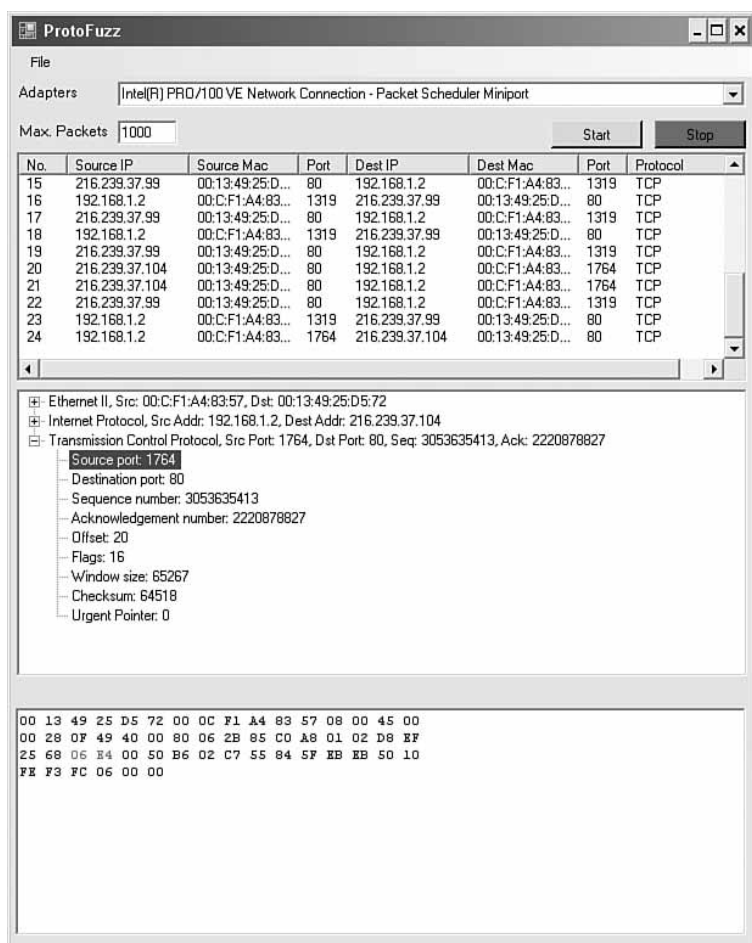 ProtoFuzz
File
Adapters Intel(R) PRO/100 VE Network Connection - Packet Scheduler Miniport
Max. Packets 1000 Start Stop
No. Source IP Source Mac Port Dest IP Dest Mac Port Protocol
15 216.239.37.99 00:13:49:25:D... 80 192.168.1.2 00:C:F1:A4:83... 1319 TCP
16 192.168.1.2 00:C:F1:A4:83... 1319 216.239.37.99 00:13:49:25:D... 80 TCP
17 216.239.37.99 00:13:49:25:D... 80 192.168.1.2 00:C:F1:A4:83... 1319 TCP
18 192.168.1.2 00:C:F1:A4:83... 1319 216.239.37.99 00:13:49:25:D... 80 TCP
19 216.239.37.99 00:13:49:25:D... 80 192.168.1.2 00:C:F1:A4:83... 1319 TCP
20 216.239.37.104 00:13:49:25:D... 80 192.168.1.2 00:C:F1:A4:83... 1764 TCP
21 216.239.37.104 00:13:49:25:D... 80 192.168.1.2 00:C:F1:A4:83... 1764 TCP
22 216.239.37.99 00:13:49:25:D... 80 192.168.1.2 00:C:F1:A4:83... 1319 TCP
23 192.168.1.2 00:C:F1:A4:83... 1319 216.239.37.99 00:13:49:25:D... 80 TCP
24 192.168.1.2 00:C:F1:A4:83... 1764 216.239.37.104 00:13:49:25:D... 80 TCP
Ethernet II, Src: 00:C:F1:A4:83:57, Dst: 00:13:49:25:D5:72
Internet Protocol, Src Addr: 192.168.1.2, Dest Addr: 216.239.37.104
Transmission Control Protocol, Src Port: 1764, Dst Port: 80, Seq: 3053635413, Ack: 2220878827
Source port: 1764
Destination port: 80
Sequence number: 3053635413
Acknowledgement number: 2220878827
Offset: 20
Flags: 16
Window size: 65267
Checksum: 64518
Urgent Pointer: 0
00 13 49 25 D5 72 00 0C F1 A4 83 57 08 00 45 00
00 28 0F 49 40 00 80 06 2B 85 C0 A8 01 02 D8 EF
25 68 06 E4 00 50 B6 02 C7 55 84 5F EB EB 50 10
FE F3 FC 06 00 00